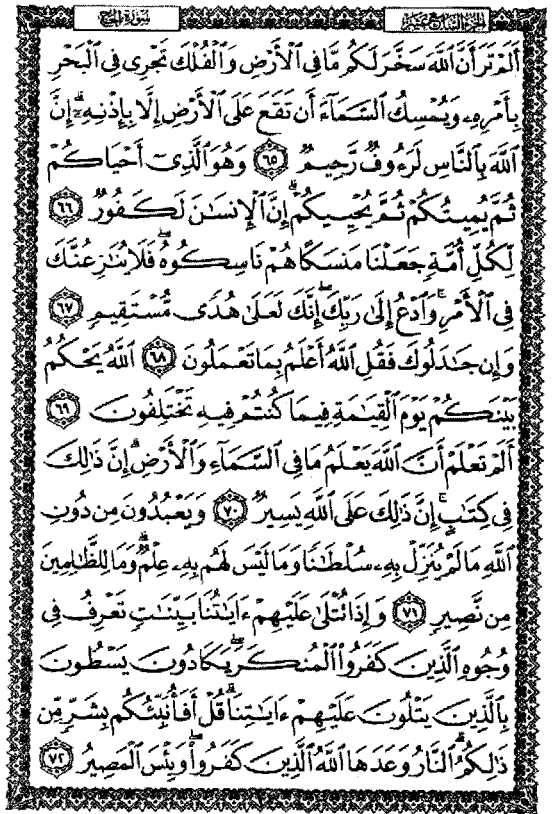 سُورَةُ الحَجِّ
الجزء السابع عشر
أَلَمْ تَرَ أَنَّ ٱللَّهَ سَخَّرَ لَكُم مَّا فِى ٱلْأَرْضِ وَٱلْفُلْكَ تَجْرِى فِى ٱلْبَحْرِ
بِأَمْرِهِۦ وَيُمْسِكُ ٱلسَّمَآءَ أَن تَقَعَ عَلَى ٱلْأَرْضِ إِلَّا بِإِذْنِهِۦٓ ۗ إِنَّ
ٱللَّهَ بِٱلنَّاسِ لَرَءُوفٌ رَّحِيمٌ ٦٥ وَهُوَ ٱلَّذِىٓ أَحْيَاكُمْ
ثُمَّ يُمِيتُكُمْ ثُمَّ يُحْيِيكُمْ ۗ إِنَّ ٱلْإِنسَٰنَ لَكَفُورٌ ٦٦
لِّكُلِّ أُمَّةٍ جَعَلْنَا مَنسَكًا هُمْ نَاسِكُوهُ ۖ فَلَا يُنَٰزِعُنَّكَ
فِى ٱلْأَمْرِ ۚ وَٱدْعُ إِلَىٰ رَبِّكَ ۖ إِنَّكَ لَعَلَىٰ هُدًى مُّسْتَقِيمٍ ٦٧
وَإِن جَٰدَلُوكَ فَقُلِ ٱللَّهُ أَعْلَمُ بِمَا تَعْمَلُونَ ٦٨ ٱللَّهُ يَحْكُمُ
بَيْنَكُمْ يَوْمَ ٱلْقِيَٰمَةِ فِيمَا كُنتُمْ فِيهِ تَخْتَلِفُونَ ٦٩
أَلَمْ تَعْلَمْ أَنَّ ٱللَّهَ يَعْلَمُ مَا فِى ٱلسَّمَآءِ وَٱلْأَرْضِ ۗ إِنَّ ذَٰلِكَ
فِى كِتَٰبٍ ۚ إِنَّ ذَٰلِكَ عَلَى ٱللَّهِ يَسِيرٌ ٧٠ وَيَعْبُدُونَ مِن دُونِ
ٱللَّهِ مَا لَمْ يُنَزِّلْ بِهِۦ سُلْطَٰنًا وَمَا لَيْسَ لَهُم بِهِۦ عِلْمٌ ۗ وَمَا لِلظَّٰلِمِينَ
مِن نَّصِيرٍ ٧١ وَإِذَا تُتْلَىٰ عَلَيْهِمْ ءَايَٰتُنَا بَيِّنَٰتٍ تَعْرِفُ فِى
وُجُوهِ ٱلَّذِينَ كَفَرُوا۟ ٱلْمُنكَرَ ۖ يَكَادُونَ يَسْطُونَ
بِٱلَّذِينَ يَتْلُونَ عَلَيْهِمْ ءَايَٰتِنَا ۗ قُلْ أَفَأُنَبِّئُكُم بِشَرٍّ مِّن
ذَٰلِكُمُ ۗ ٱلنَّارُ وَعَدَهَا ٱللَّهُ ٱلَّذِينَ كَفَرُوا۟ ۖ وَبِئْسَ ٱلْمَصِيرُ ٧٢